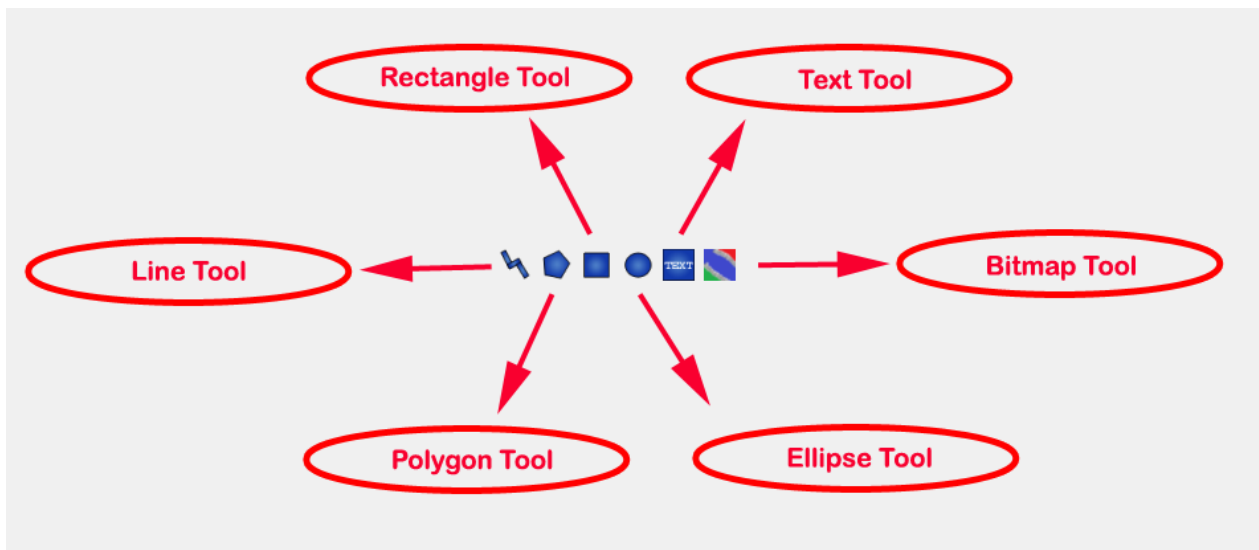 Rectangle Tool
Text Tool
Line Tool
TEXT
Bitmap Tool
Polygon Tool
Ellipse Tool